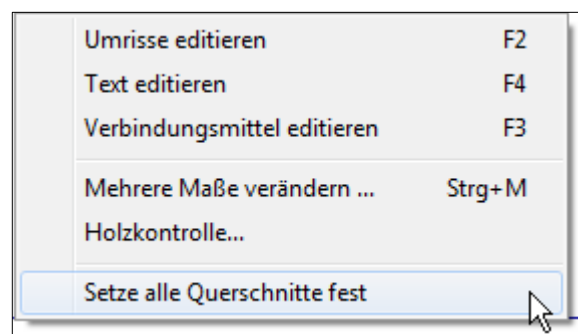 Umrisse editieren F2
Text editieren F4
Verbindungsmittel editieren F3
Mehrere Maße verändern ... Strg+M
Holzkontrolle...
Setze alle Querschnitte fest